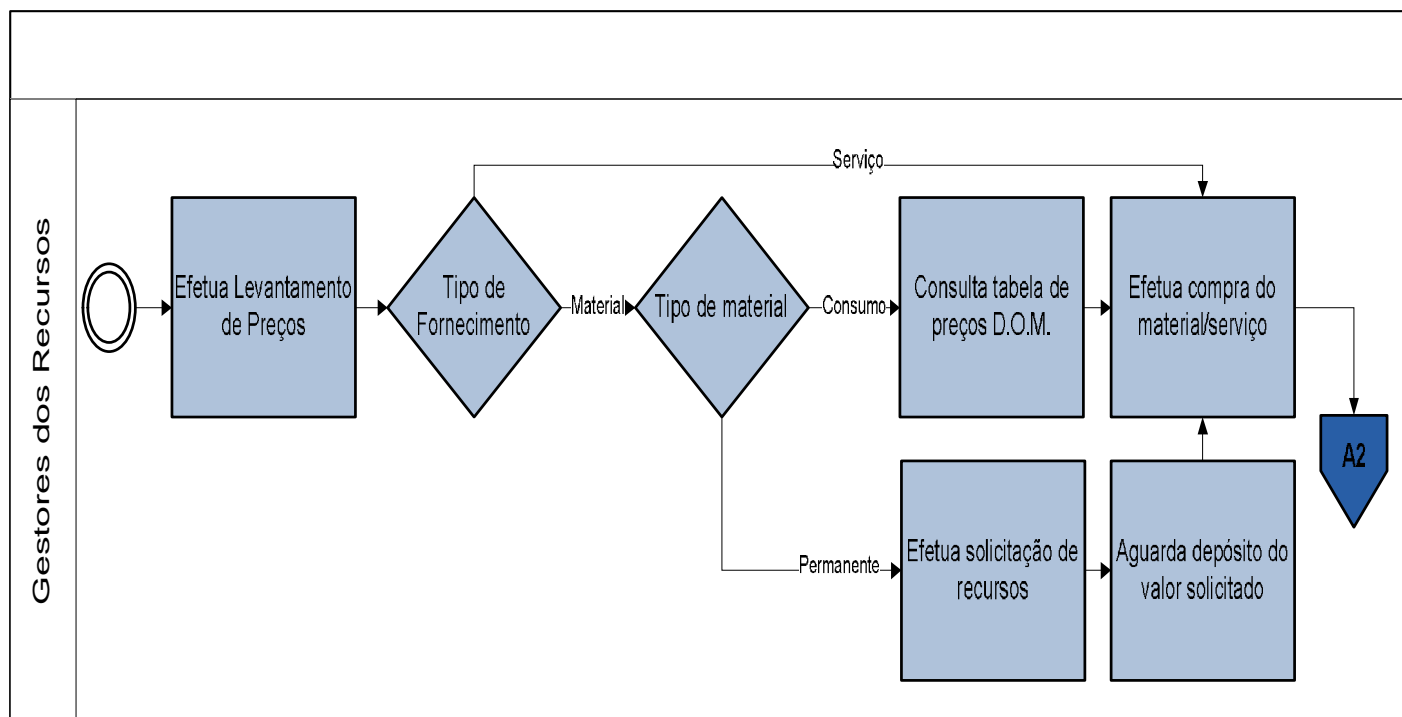 Gestores dos Recursos
Efetua Levantamento
de Preços
Tipo de
Fornecimento
Material
Tipo de material
Serviço
Consumo
Consulta tabela de
preços D.O.M.
Efetua compra do
material/serviço
A2
Permanente
Efetua solicitação de
recursos
Aguarda depósito do
valor solicitado